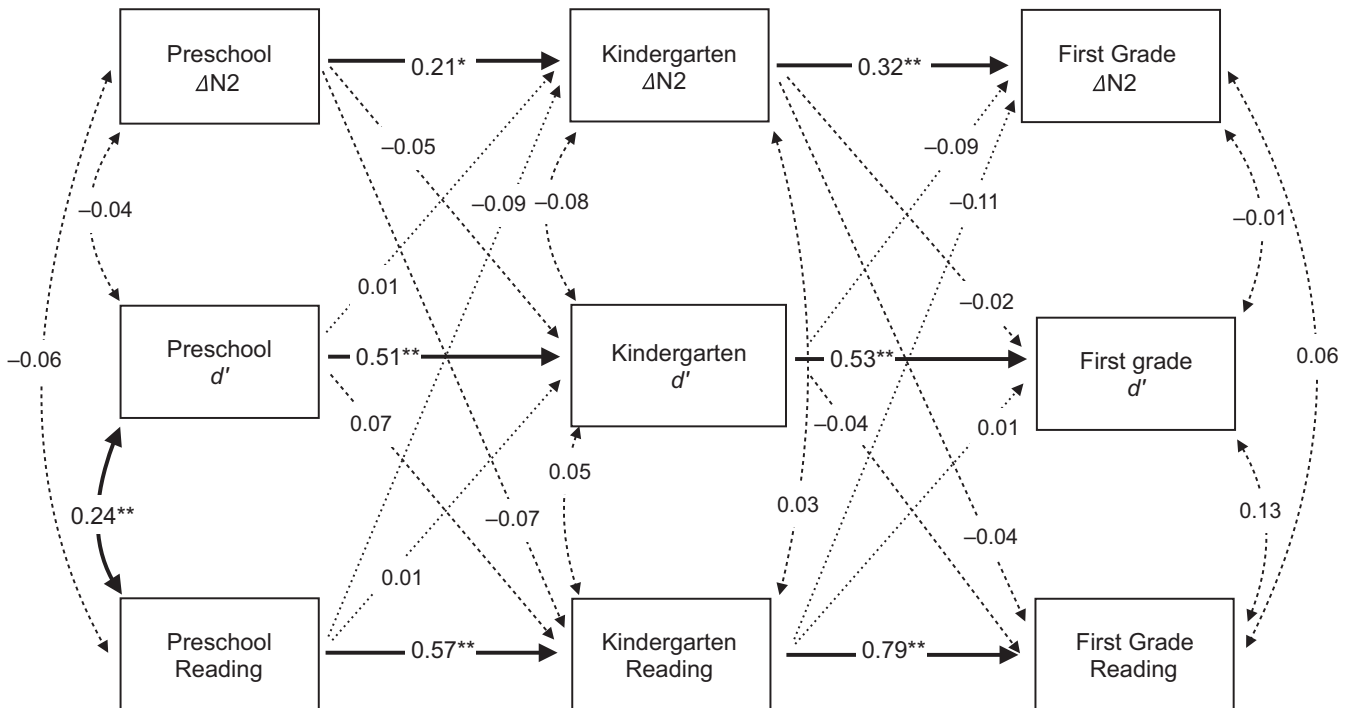 Preschool
ΔN2
0.21*
Kindergarten
ΔN2
0.32**
First Grade
ΔN2
–0.05
–0.09
–0.04
–0.09
–0.08
–0.11
–0.01
0.01
–0.02
–0.06
Preschool
d′
0.51**
Kindergarten
d′
0.53**
First grade
d′
0.06
0.07
–0.04
0.01
0.05
0.24**
–0.07
0.03
0.13
–0.04
0.01
Preschool
Reading
0.57**
Kindergarten
Reading
0.79**
First Grade
Reading